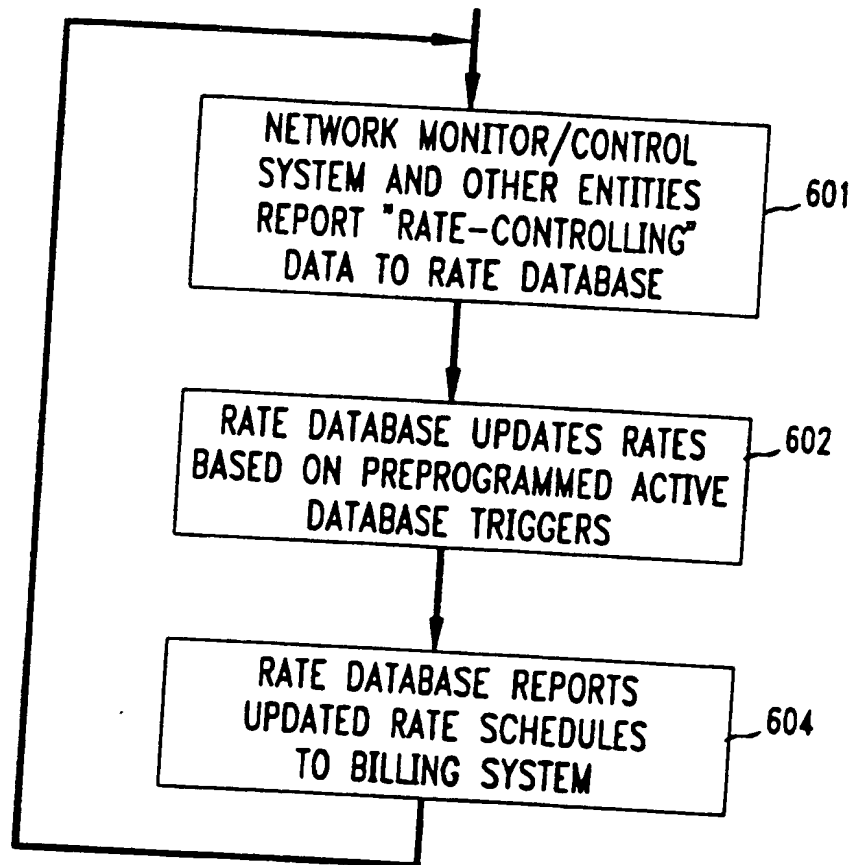 NETWORK MONITOR/CONTROL
SYSTEM AND OTHER ENTITIES
REPORT "RATE-CONTROLLING"
DATA TO RATE DATABASE
601
RATE DATABASE UPDATES RATES
BASED ON PREPROGRAMMED ACTIVE
DATABASE TRIGGERS
602
RATE DATABASE REPORTS
UPDATED RATE SCHEDULES
TO BILLING SYSTEM
604